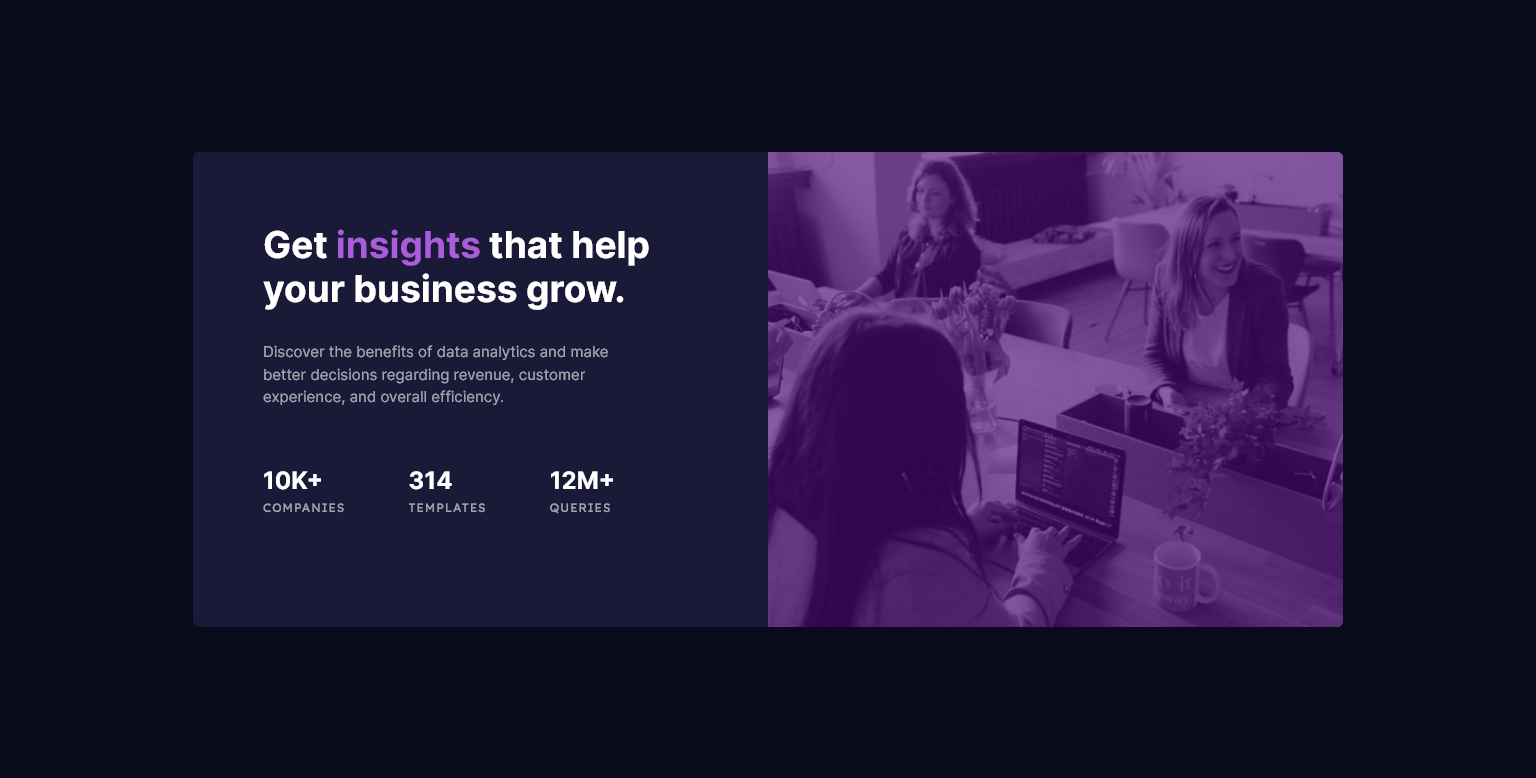 Get insights that help
your business grow.
Discover the benefits of data analytics and make
better decisions regarding revenue, customer
experience, and overall efficiency.
10K+ 314 12M+
COMPANIES TEMPLATES QUERIES